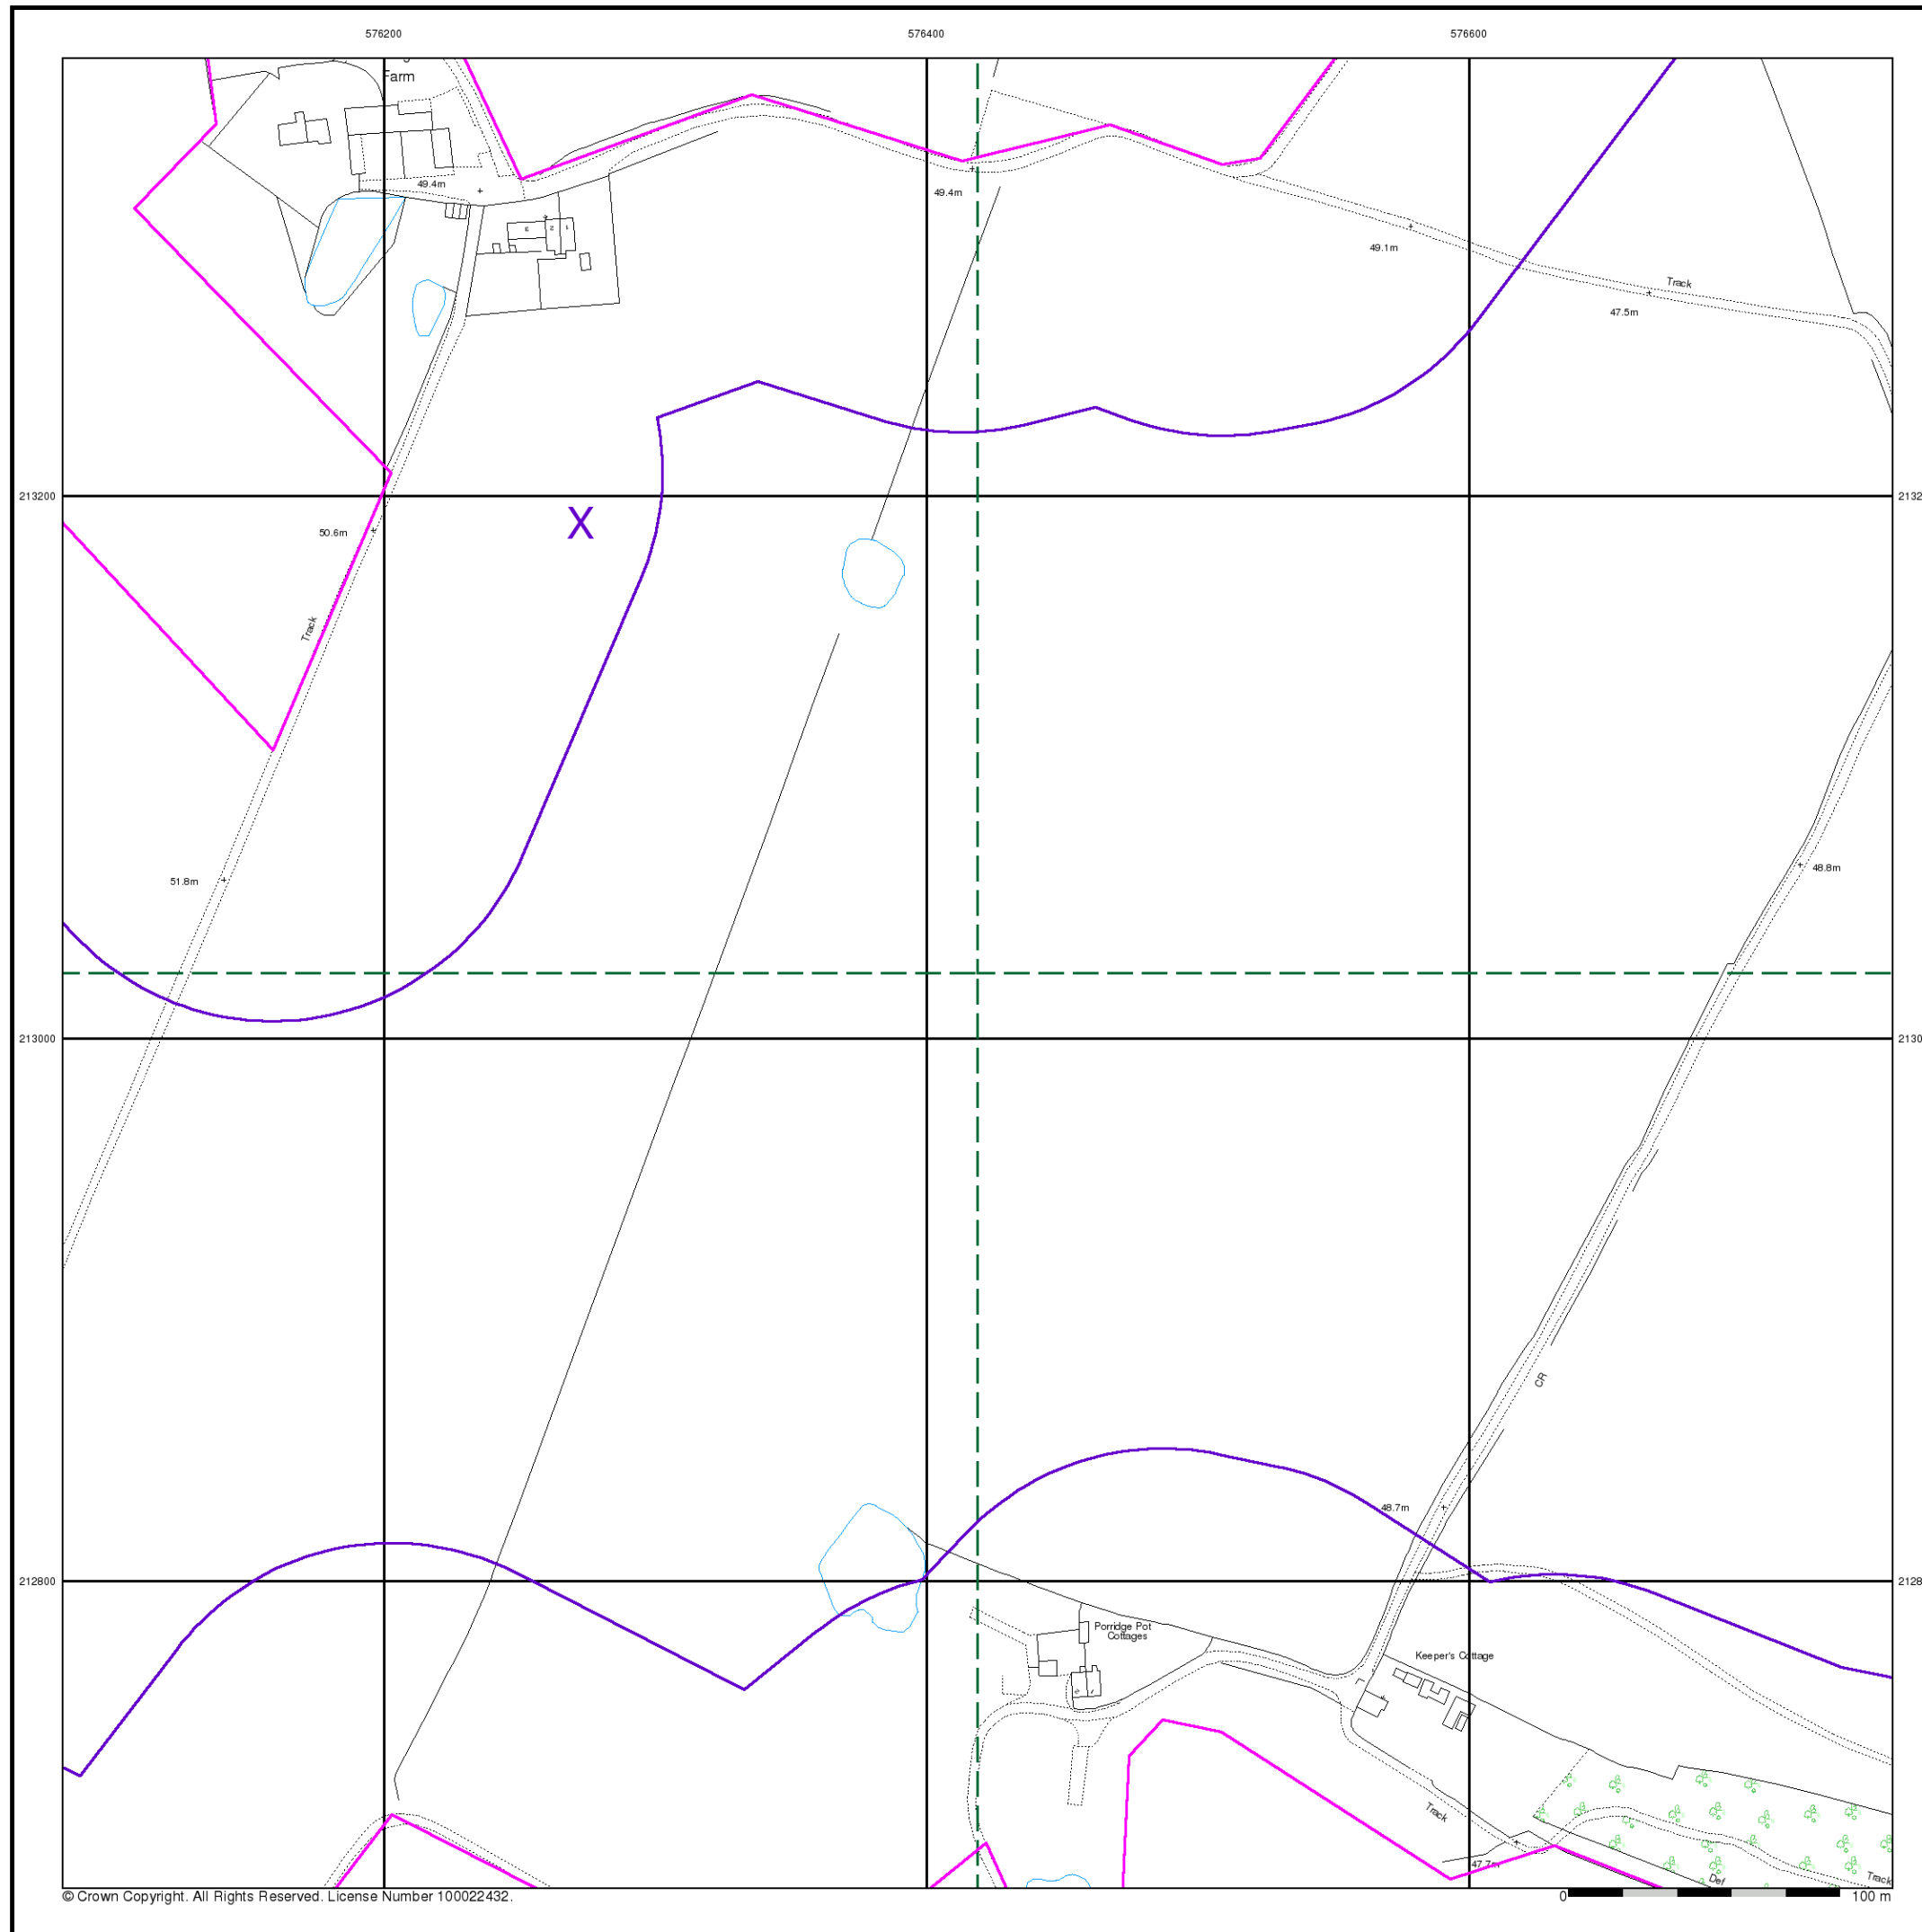 576200
576400
576600
Farm
49.4m
49.4m
49.1m
Track
47.5m
213200
X
50.6m
Track
51.8m
48.8m
213000
CR
48.7m
212800
Porridge Pot
Cottages
Keeper's Cottage
Track
47.7m
Def
Track
© Crown Copyright. All Rights Reserved. License Number 100022432.
0 100 m